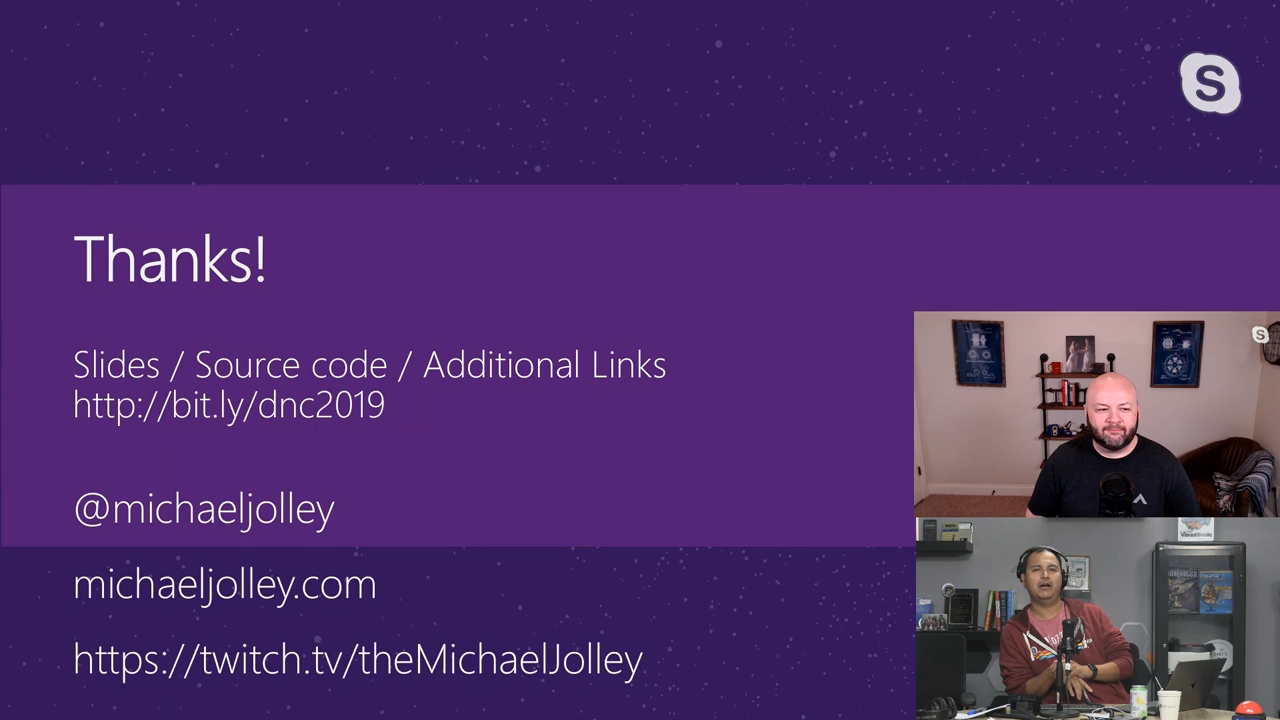 S
Thanks!
Slides / Source code / Additional Links
http://bit.ly/dnc2019
@michaeljolley
michaeljolley.com
https://twitch.tv/theMichaelJolley
S